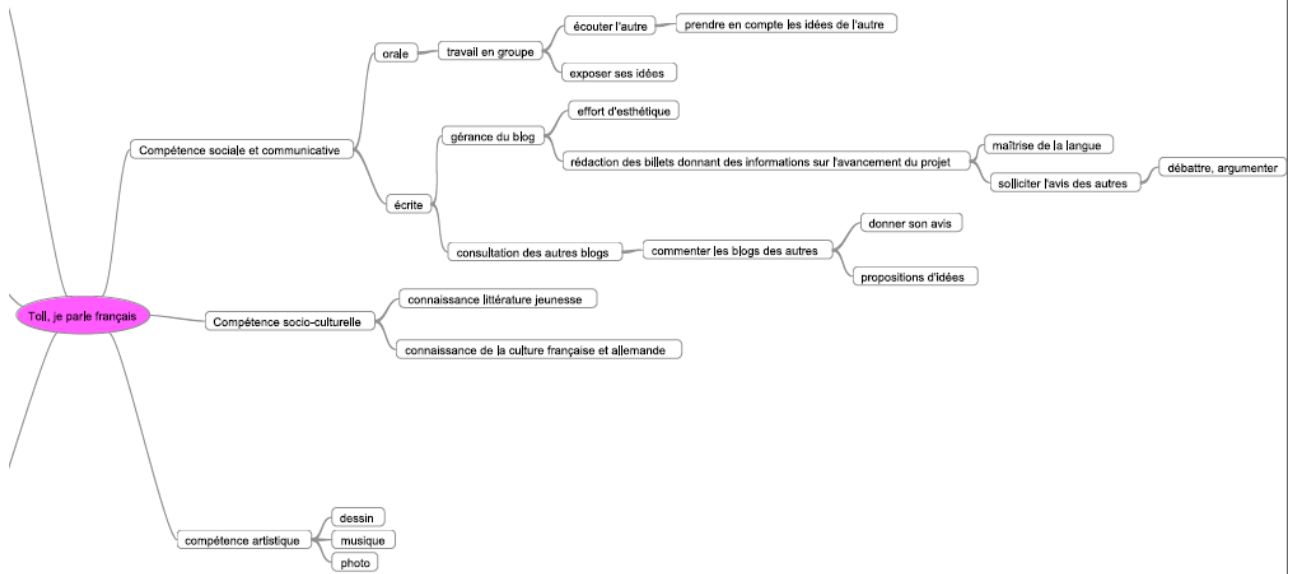 écouter l'autre
prendre en compte les idées de l'autre
orale
travail en groupe
exposer ses idées
effort d'esthétique
gérance du blog
Compétence sociale et communicative
maîtrise de la langue
rédaction des billets donnant des informations sur l'avancement du projet
débattre, argumenter
solliciter l'avis des autres
écrite
donner son avis
consultation des autres blogs
commenter les blogs des autres
propositions d'idées
connaissance littérature jeunesse
Toll, je parle français
Compétence socio-culturelle
connaissance de la culture française et allemande
dessin
compétence artistique
musique
photo